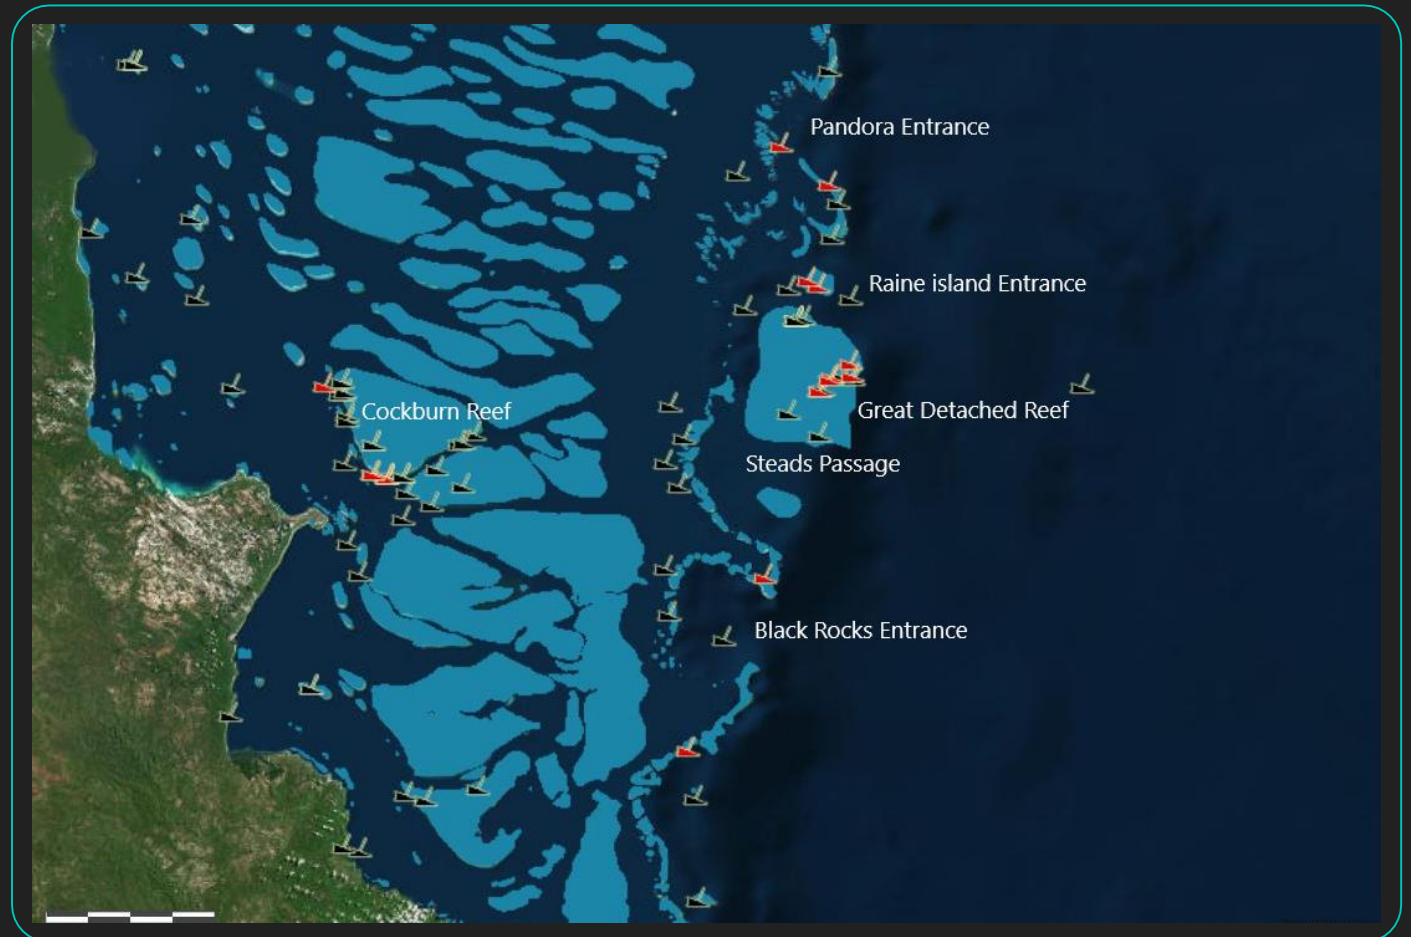 Pandora Entrance
Raine island Entrance
Great Detached Reef
Cockburn Reef
Steads Passage
Black Rocks Entrance